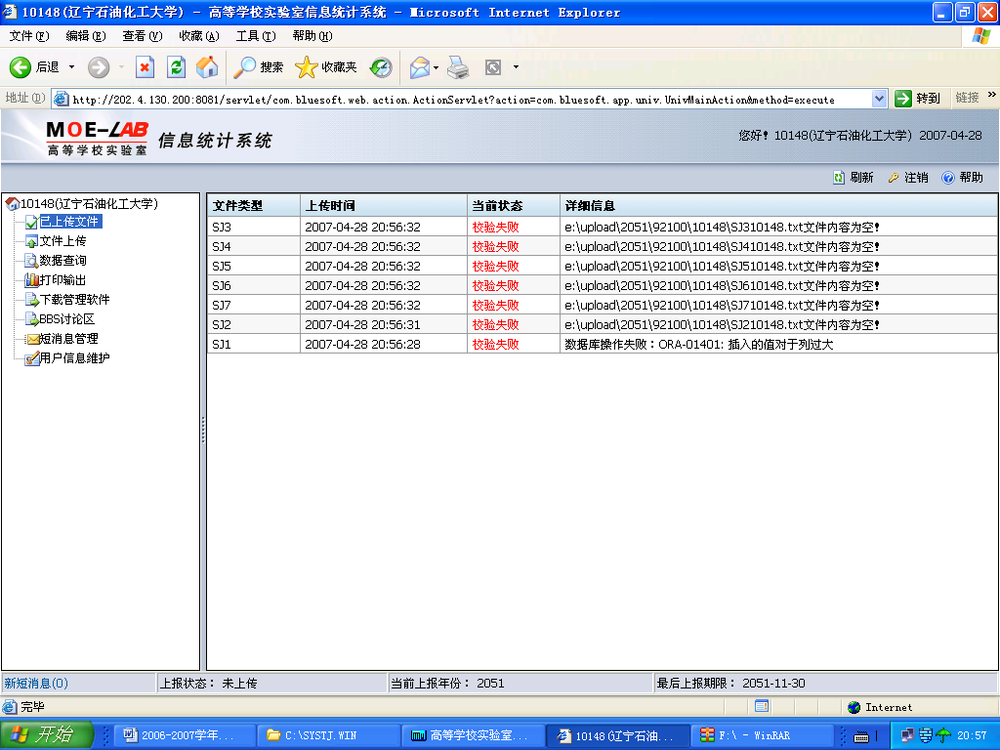 10148(辽宁石油化工大学) - 高等学校实验室信息统计系统 - Microsoft Internet Explorer
文件(F) 编辑(E) 查看(V) 收藏(A) 工具(T) 帮助(H)
后退 搜索 收藏夹
地址(D) http://202.4.130.200:8081/servlet/com.bluesoft.web.action.ActionServlet?action=com.bluesoft.app.univ.UnivMainAction&method=execute 转到 链接 »
MOE-LAB
高等学校实验室
信息统计系统
您好! 10148(辽宁石油化工大学) 2007-04-28
刷新 注销 帮助
10148(辽宁石油化工大学)
已上传文件
文件上传
数据查询
打印输出
下载管理软件
BBS讨论区
短消息管理
用户信息维护
文件类型 上传时间 当前状态 详细信息
SJ3 2007-04-28 20:56:32 校验失败 e:\upload\2051\92100\10148\SJ310148.txt文件内容为空!
SJ4 2007-04-28 20:56:32 校验失败 e:\upload\2051\92100\10148\SJ410148.txt文件内容为空!
SJ5 2007-04-28 20:56:32 校验失败 e:\upload\2051\92100\10148\SJ510148.txt文件内容为空!
SJ6 2007-04-28 20:56:32 校验失败 e:\upload\2051\92100\10148\SJ610148.txt文件内容为空!
SJ7 2007-04-28 20:56:32 校验失败 e:\upload\2051\92100\10148\SJ710148.txt文件内容为空!
SJ2 2007-04-28 20:56:31 校验失败 e:\upload\2051\92100\10148\SJ210148.txt文件内容为空!
SJ1 2007-04-28 20:56:28 校验失败 数据库操作失败：ORA-01401: 插入的值对于列过大
新短消息(0) 上报状态： 未上传 当前上报年份： 2051 最后上报期限： 2051-11-30
完毕 Internet
开始 2006-2007学年... C:\SYSTJ.WIN 高等学校实验室... 10148(辽宁石油... F:\ - WinRAR 20:57